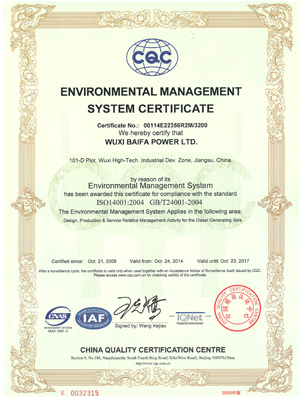 CQC
ENVIRONMENTAL MANAGEMENT
SYSTEM CERTIFICATE
Certificate No.: 00114E22356R2M/3200
We hereby certify that
WUXI BAIFA POWER LTD.
101-D Plot, Wuxi High-Tech. Industrial Dev. Zone, Jiangsu, China
by reason of its
Environmental Management System
has been awarded this certificate for compliance with the standard
ISO14001:2004 GB/T24001-2004
The Environmental Management System Applies in the following area:
Design, Production & Service Relative Management Activity for the Diesel Generating Sets
Certified since: Oct 21, 2008 Valid from: Oct 24, 2014 Valid until: Oct 23, 2017
After a surveillance cycle, the certificate is valid only when used together with an Acceptance Notice of Surveillance Audit issued by CQC.
Please access www.cqc.com.cn for checking validity of the certificate.
CNAS
IAF
IQNet
Signed by: Wang Kejiao
CHINA QUALITY CERTIFICATION CENTRE
Section 9, No.188, Nansihuanxilu (South Fourth Ring Road) Xilu(West Road), Beijing 100070,China
http://www.cqc.com.cn
E 0032315